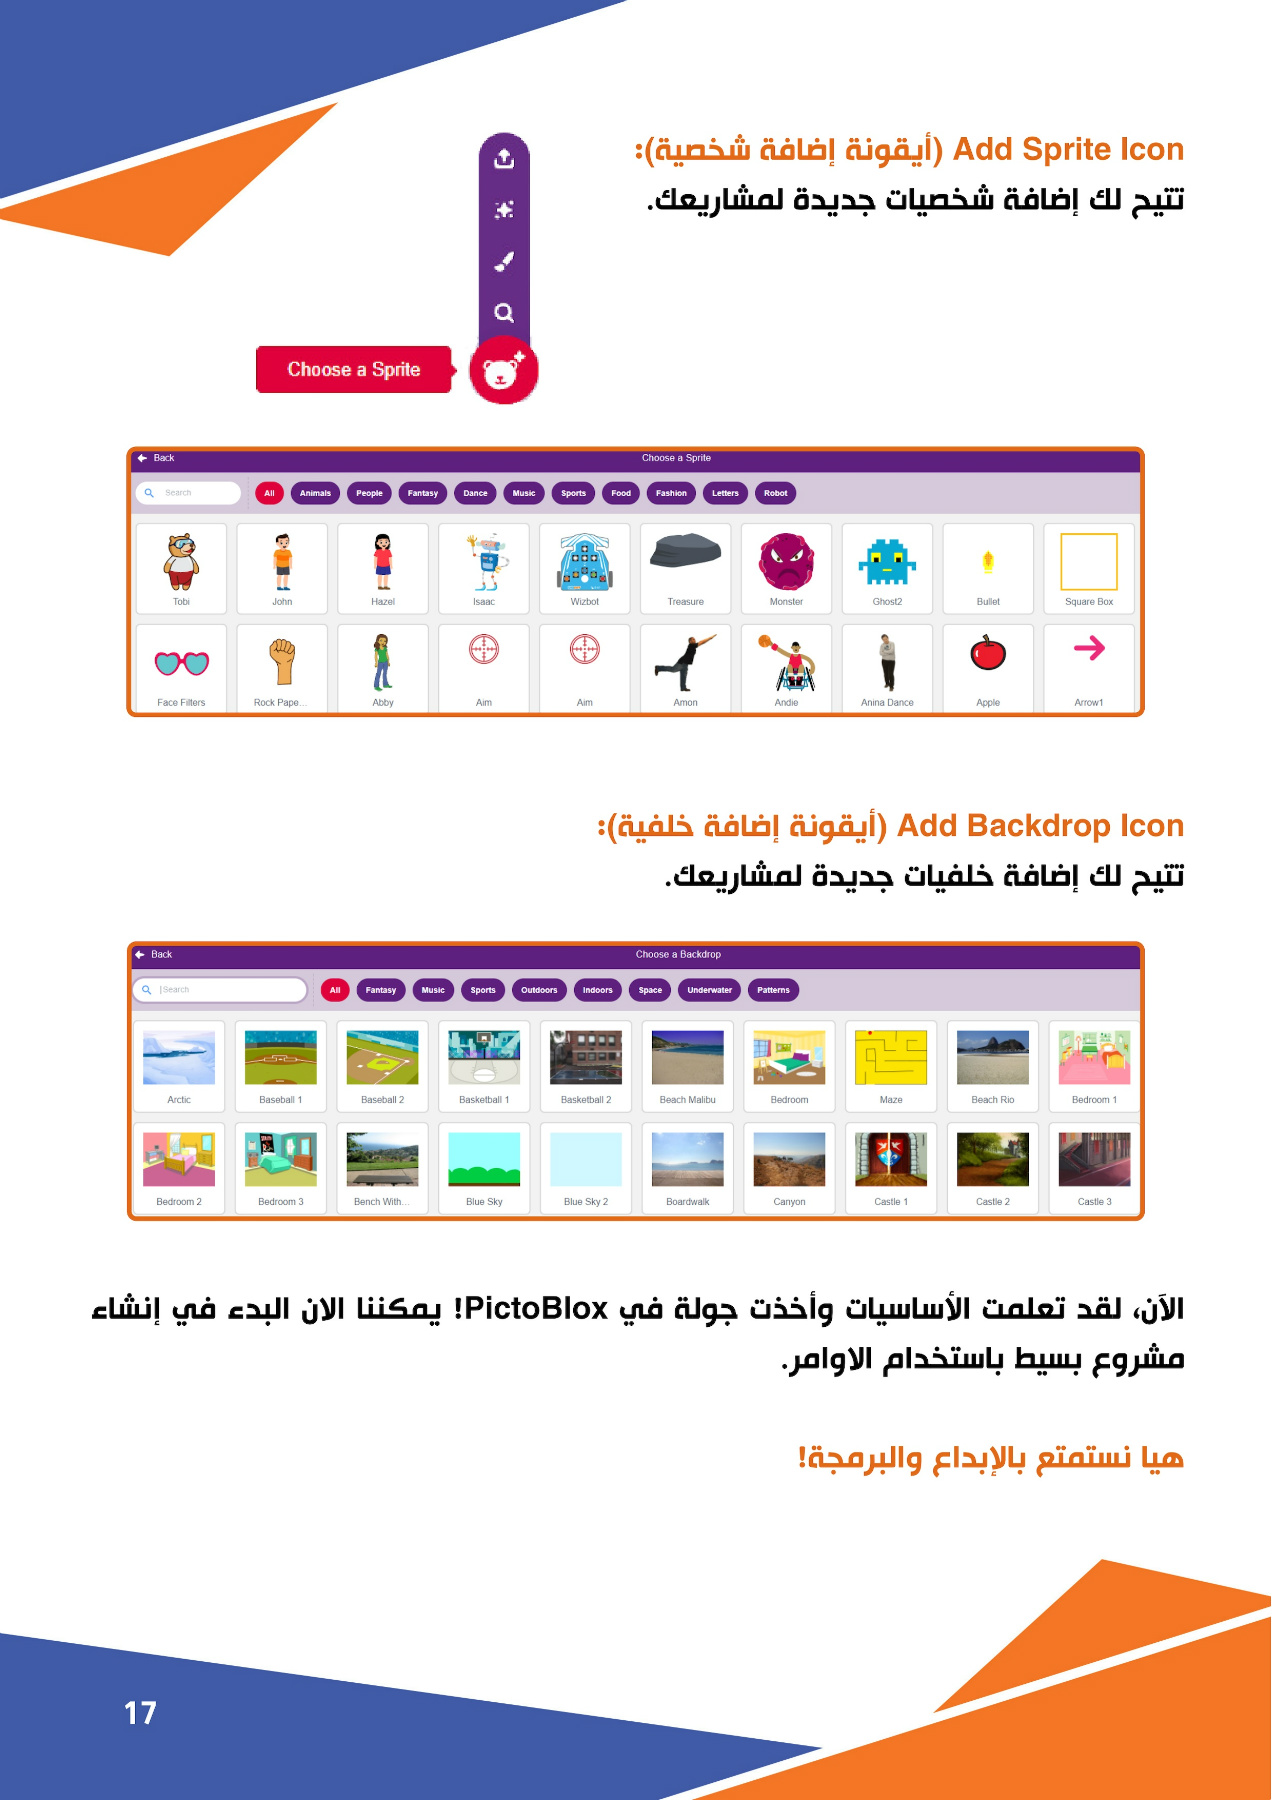 Add Sprite Icon (أيقونة إضافة شخصية):
تتيح لك إضافة شخصيات جديدة لمشاريعك.
Choose a Sprite
Back
Choose a Sprite
Search
All Animals People Fantasy Dance Music Sports Food Fashion Letters Robot
Tobi John Hazel Isaac Wizbot Treasure Monster Ghost2 Bullet Square Box
Face Filters Rock Pape... Abby Aim Aim Amon Andie Anina Dance Apple Arrow1
Add Backdrop Icon (أيقونة إضافة خلفية):
تتيح لك إضافة خلفيات جديدة لمشاريعك.
Back
Choose a Backdrop
Search
All Fantasy Music Sports Outdoors Indoors Space Underwater Patterns
Arctic Baseball 1 Baseball 2 Basketball 1 Basketball 2 Beach Malibu Bedroom Maze Beach Rio Bedroom 1
Bedroom 2 Bedroom 3 Bench With... Blue Sky Blue Sky 2 Boardwalk Canyon Castle 1 Castle 2 Castle 3
الآن، لقد تعلمت الأساسيات وأخذت جولة في PictoBlox! يمكننا الان البدء في إنشاء
مشروع بسيط باستخدام الاوامر.
هيا نستمتع بالإبداع والبرمجة!
17